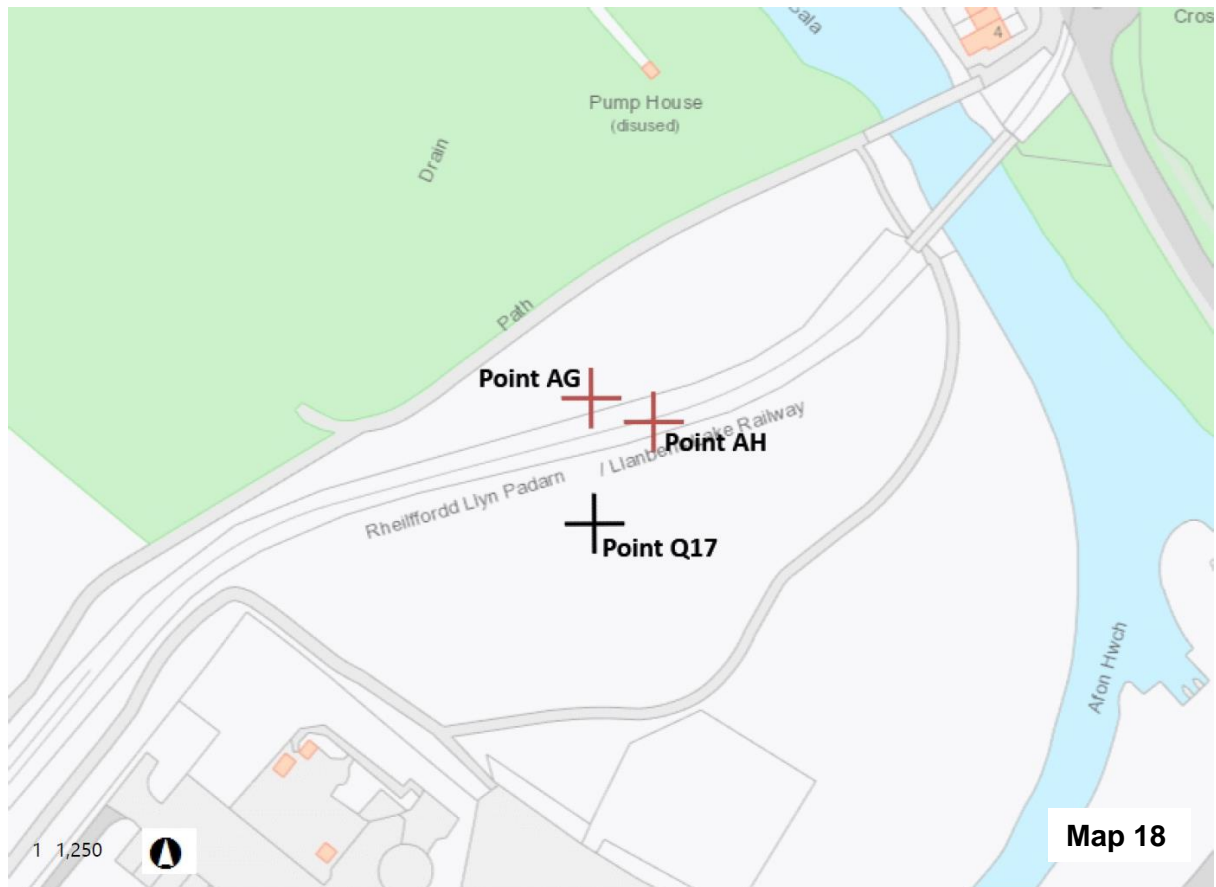 Bala
Cros
4
Pump House
(disused)
Drain
Path
Point AG
Point AH
Rheilffordd Llyn Padarn / Llanberis Lake Railway
Point Q17
Afon Hwch
1 1,250
Map 18